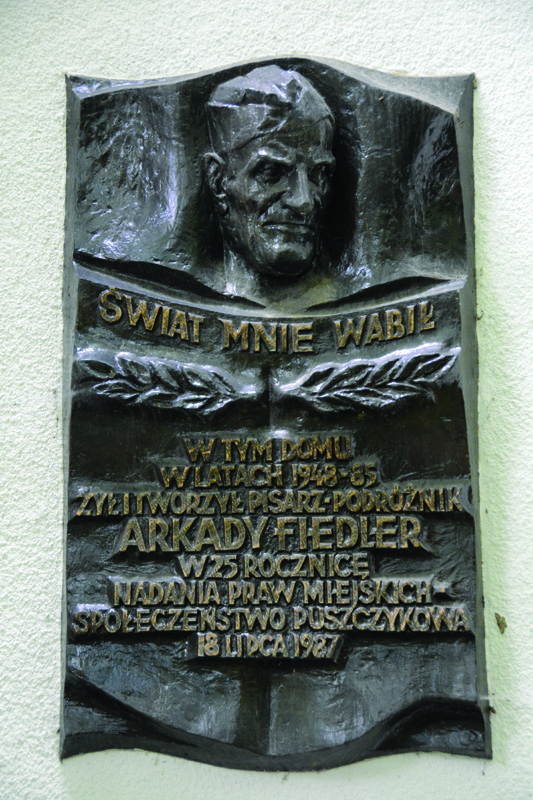 ŚWIAT MNIE WABIŁ
W TYM DOMU
W LATACH 1948-85
ŻYŁ I TWORZYŁ PISARZ-PODRÓŻNIK
ARKADY FIEDLER
W 25 ROCZNICĘ
NADANIA PRAW MIEJSKICH-
SPOŁECZEŃSTWO PUSZCZYKOWA
18 LIPCA 1987